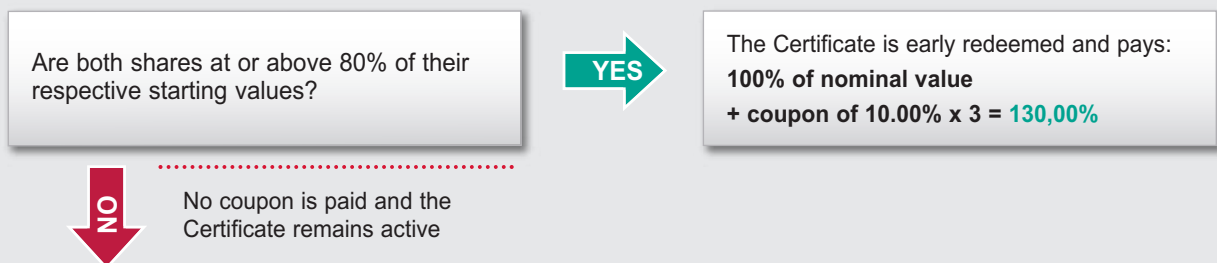 Are both shares at or above 80% of their
respective starting values?
YES
The Certificate is early redeemed and pays:
100% of nominal value
+ coupon of 10.00% x 3 = 130,00%
NO
No coupon is paid and the
Certificate remains active